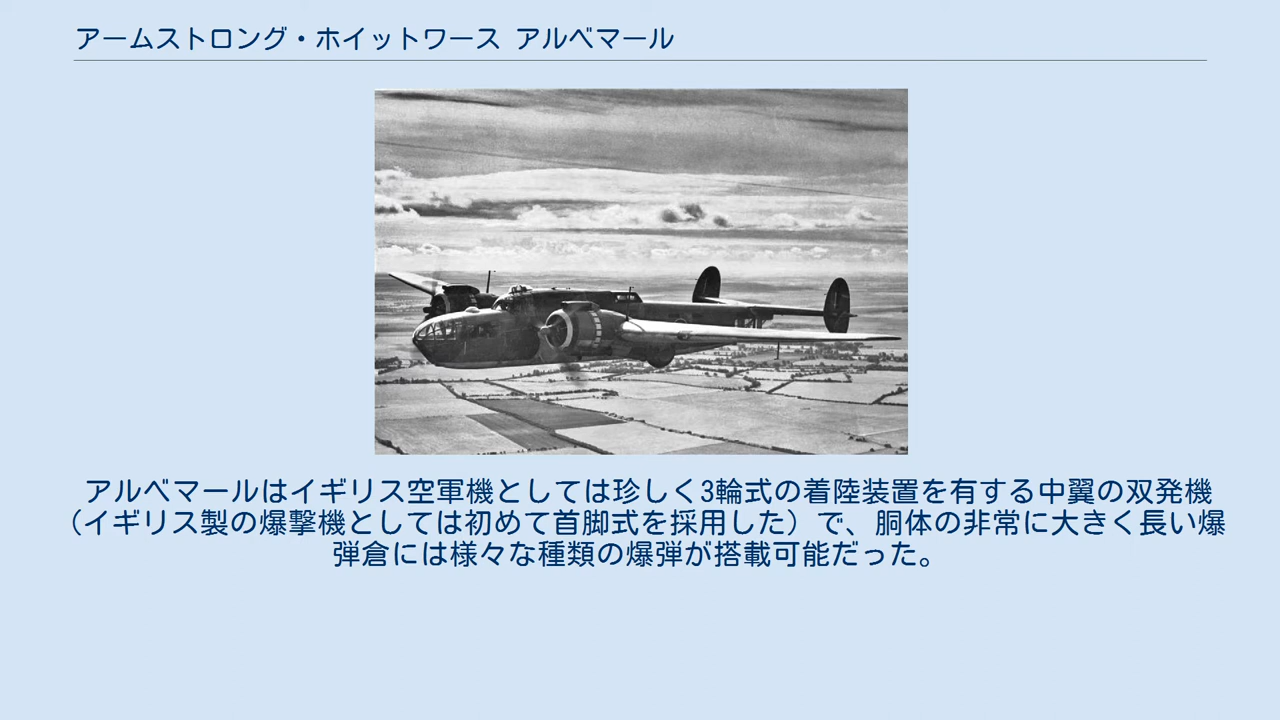 アームストロング・ホイットワース アルベマール
アルベマールはイギリス空軍機としては珍しく3輪式の着陸装置を有する中翼の双発機
（イギリス製の爆撃機としては初めて首脚式を採用した）で、胴体の非常に大きく長い爆
弾倉には様々な種類の爆弾が搭載可能だった。